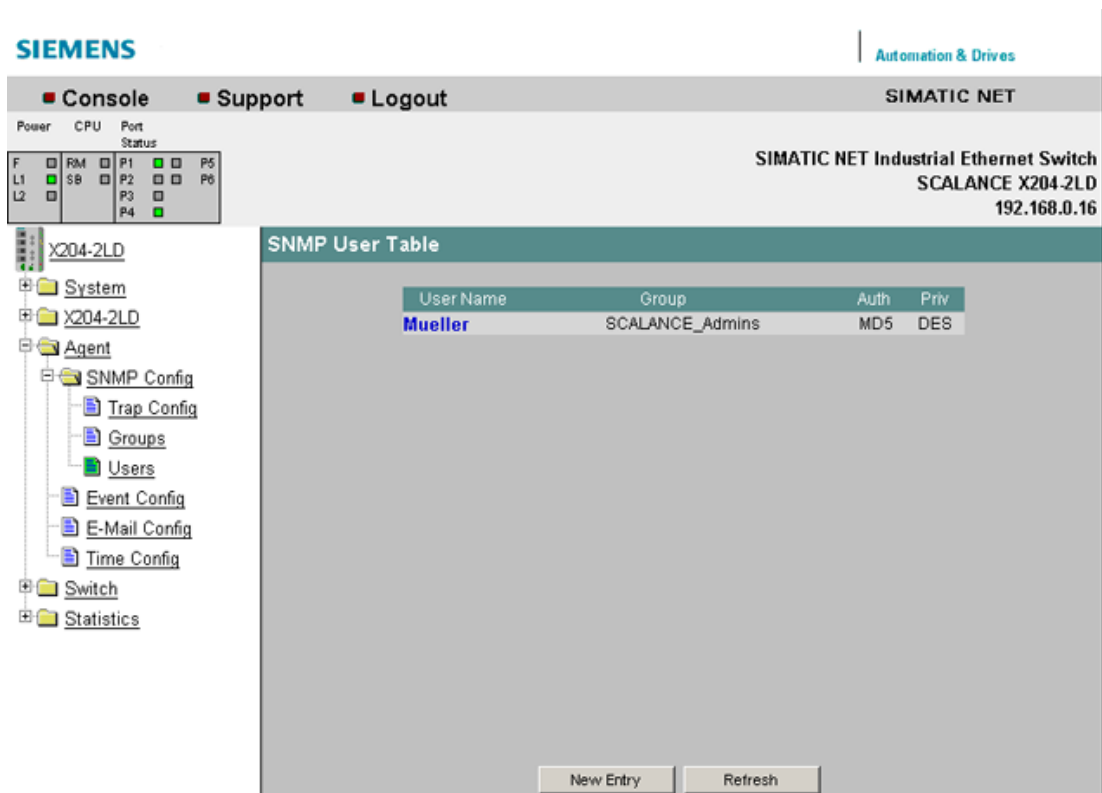 SIEMENS
Automation & Drives
Console Support Logout SIMATIC NET
Power CPU Port
Status
F RM P1 P5
L1 SB P2 P6
L2 P3
P4
SIMATIC NET Industrial Ethernet Switch
SCALANCE X204-2LD
192.168.0.16
X204-2LD
System
X204-2LD
Agent
SNMP Config
Trap Config
Groups
Users
Event Config
E-Mail Config
Time Config
Switch
Statistics
SNMP User Table
User Name Group Auth Priv
Mueller SCALANCE_Admins MD5 DES
New Entry Refresh